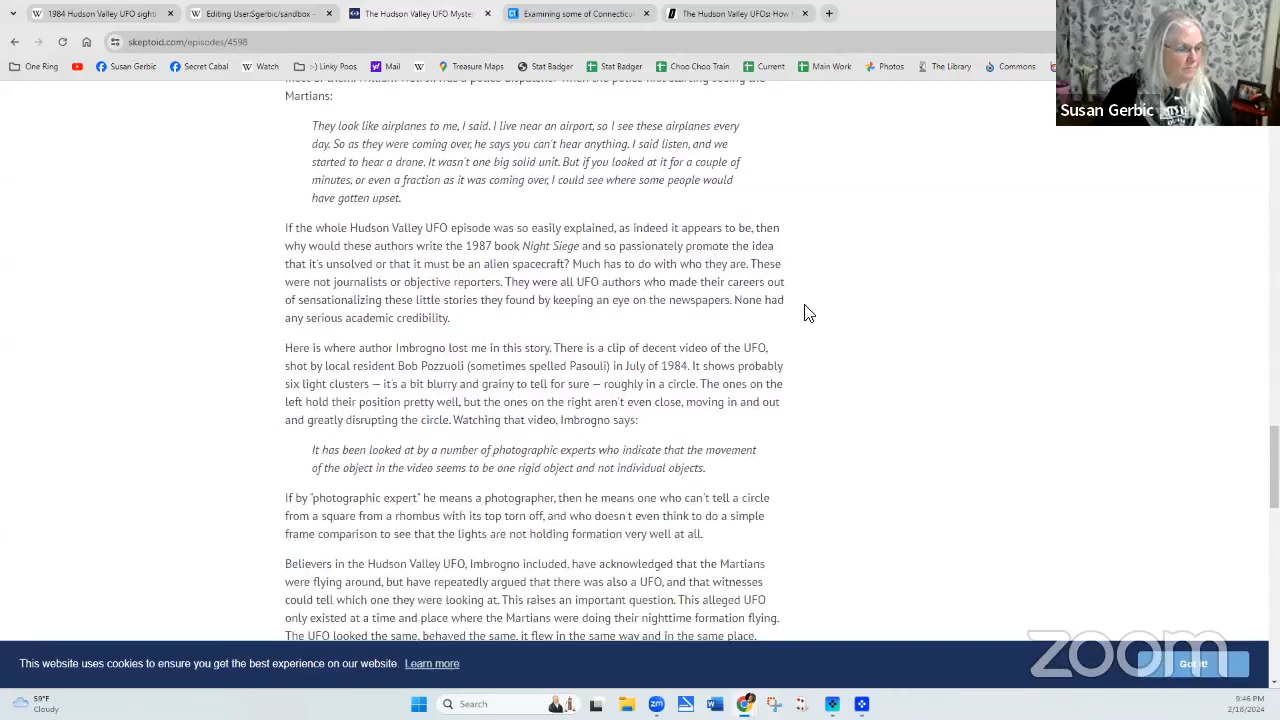 1984 Hudson Valley UFO sighti
Editing UserSgerbic/sandbox -
The Hudson Valley UFO Myster
Examining some of Connecticut
The Hudson Valley UFOs: How
skeptoid.com/episodes/4598
One Ring
Susan Gerbic
Secret Cabal
Watch
:-) Linky Poos
Mail
Treasure Maps
Stat Badger
Stat Badger
Choo Choo Train
Current
Main Work
Photos
The Library
Commons
Susan Gerbic
Martians:
They look like airplanes to me, I said. I live near an airport, so I see these airplanes every
day. So as they were coming over, he says you can't hear anything. I said listen, and we
started to hear a drone. It wasn't one big solid unit. But if you looked at it for a couple of
minutes, or even a fraction as it was coming over, I could see where some people would
have gotten upset.
If the whole Hudson Valley UFO episode was so easily explained, as indeed it appears to be, then
why would these authors write the 1987 book Night Siege and so passionately promote the idea
that it's unsolved or that it must be an alien spacecraft? Much has to do with who they are. These
were not journalists or objective reporters. They were all UFO authors who made their careers out
of sensationalizing these little stories they found by keeping an eye on the newspapers. None had
any serious academic credibility.
Here is where author Imbrogno lost me in this story. There is a clip of decent video of the UFO,
shot by local resident Bob Pozzuoli (sometimes spelled Pasouli) in July of 1984. It shows probably
six light clusters — it's a bit blurry and grainy to tell for sure — roughly in a circle. The ones on the
left hold their position pretty well, but the ones on the right aren't even close, moving in and out
and greatly disrupting the circle. Watching that video, Imbrogno says:
It has been looked at by a number of photographic experts who indicate that the movement
of the object in the video seems to be one rigid object and not individual objects.
If by "photographic expert" he means a photographer, then he means one who can't tell a circle
from a square from a rhombus with its top torn off, and who doesn't even think to do a simple
frame comparison to see that the lights are not holding formation very well at all.
Believers in the Hudson Valley UFO, Imbrogno included, have acknowledged that the Martians
were flying around, but have repeatedly argued that there was also a UFO, and that witnesses
could tell which one they were looking at. This raises an important question. This alleged UFO
only existed at a time and place where the Martians were doing their nighttime formation flying.
The UFO looked the same, behaved the same, it flew in the same way and in the same place.
zoom
This website uses cookies to ensure you get the best experience on our website. Learn more
Got it!
59°F
Cloudy
Search
9:46 PM
2/18/2024